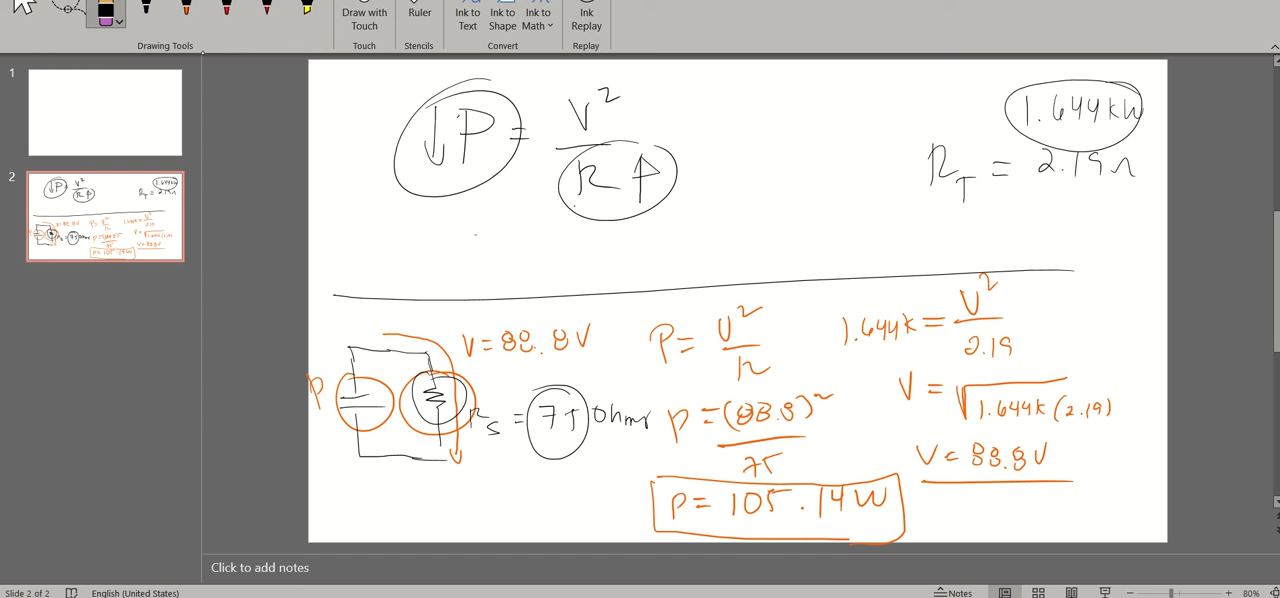 Draw with Touch
Ruler
Ink to Text
Ink to Shape
Ink to Math
Ink Replay
Drawing Tools
Touch
Stencils
Convert
Replay
1
2
↓P = V²/R↑
1.644kW
R_T = 2.19Ω
V = 88.8V
P
R_S = 75 ohms
P = V²/R
P = (88.8)²/75
P = 105.14W
1.644k = V²/2.19
V = √1.644k(2.19)
V = 88.8V
Click to add notes
Slide 2 of 2
English (United States)
Notes
80%